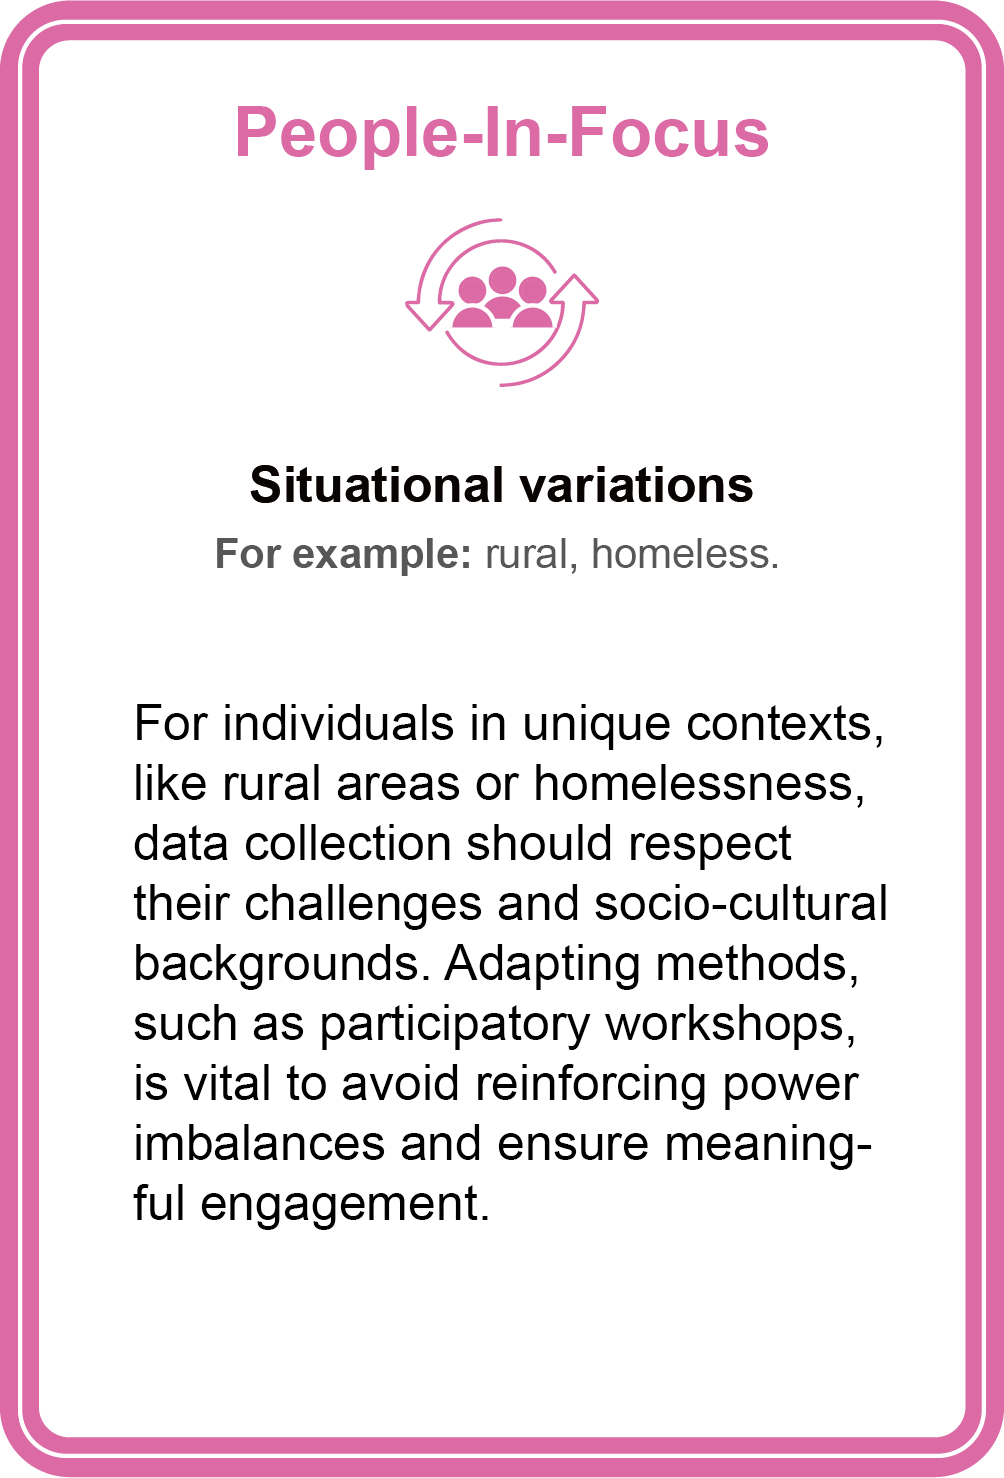 People-In-Focus
Situational variations
For example: rural, homeless.
For individuals in unique contexts,
like rural areas or homelessness,
data collection should respect
their challenges and socio-cultural
backgrounds. Adapting methods,
such as participatory workshops,
is vital to avoid reinforcing power
imbalances and ensure meaning-
ful engagement.